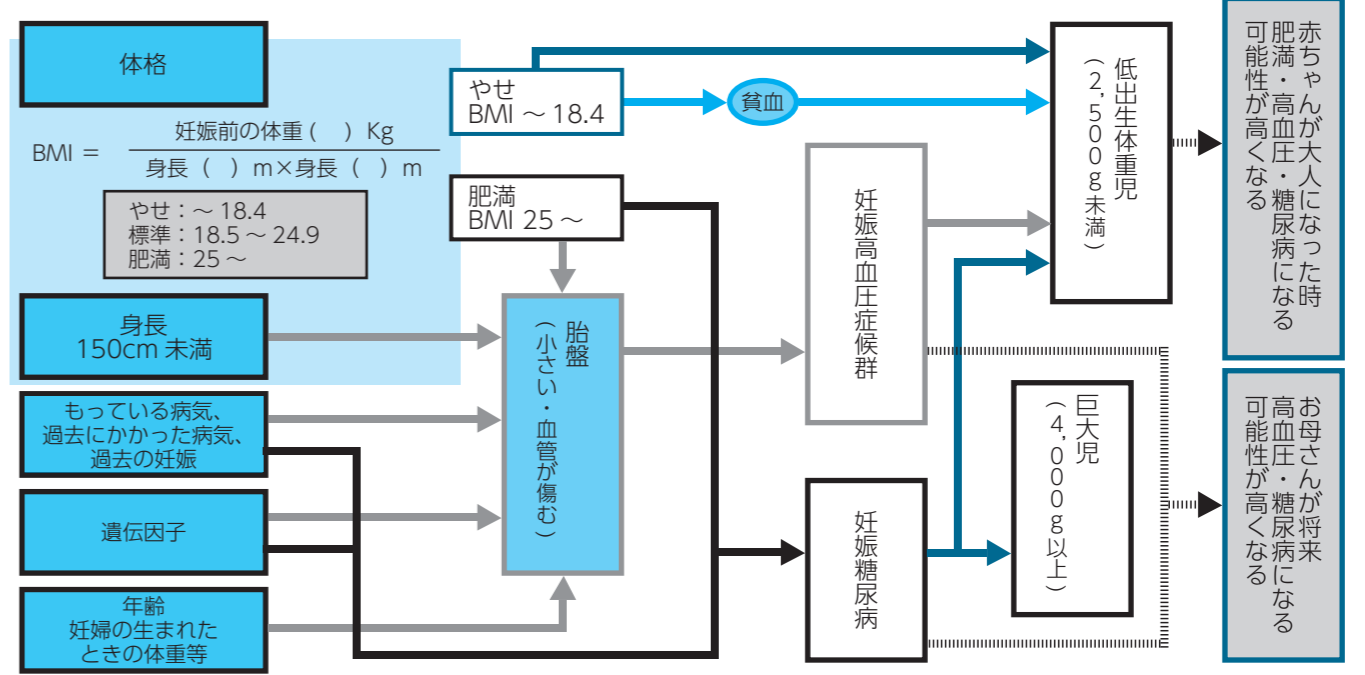 体格
BMI =
妊娠前の体重 (　) Kg
身長 (　) m×身長 (　) m
やせ：～ 18.4
標準：18.5 ～ 24.9
肥満：25 ～
身長
150cm 未満
もっている病気、
過去にかかった病気、
過去の妊娠
遺伝因子
年齢
妊婦の生まれた
ときの体重等
やせ
BMI ～ 18.4
貧血
肥満
BMI 25 ～
胎盤
(小さい・血管が傷む)
妊娠高血圧症候群
妊娠糖尿病
低出生体重児
(2,500g未満)
巨大児
(4,000g以上)
赤ちゃんが大人になった時
肥満・高血圧・糖尿病になる
可能性が高くなる
お母さんが将来
高血圧・糖尿病になる
可能性が高くなる